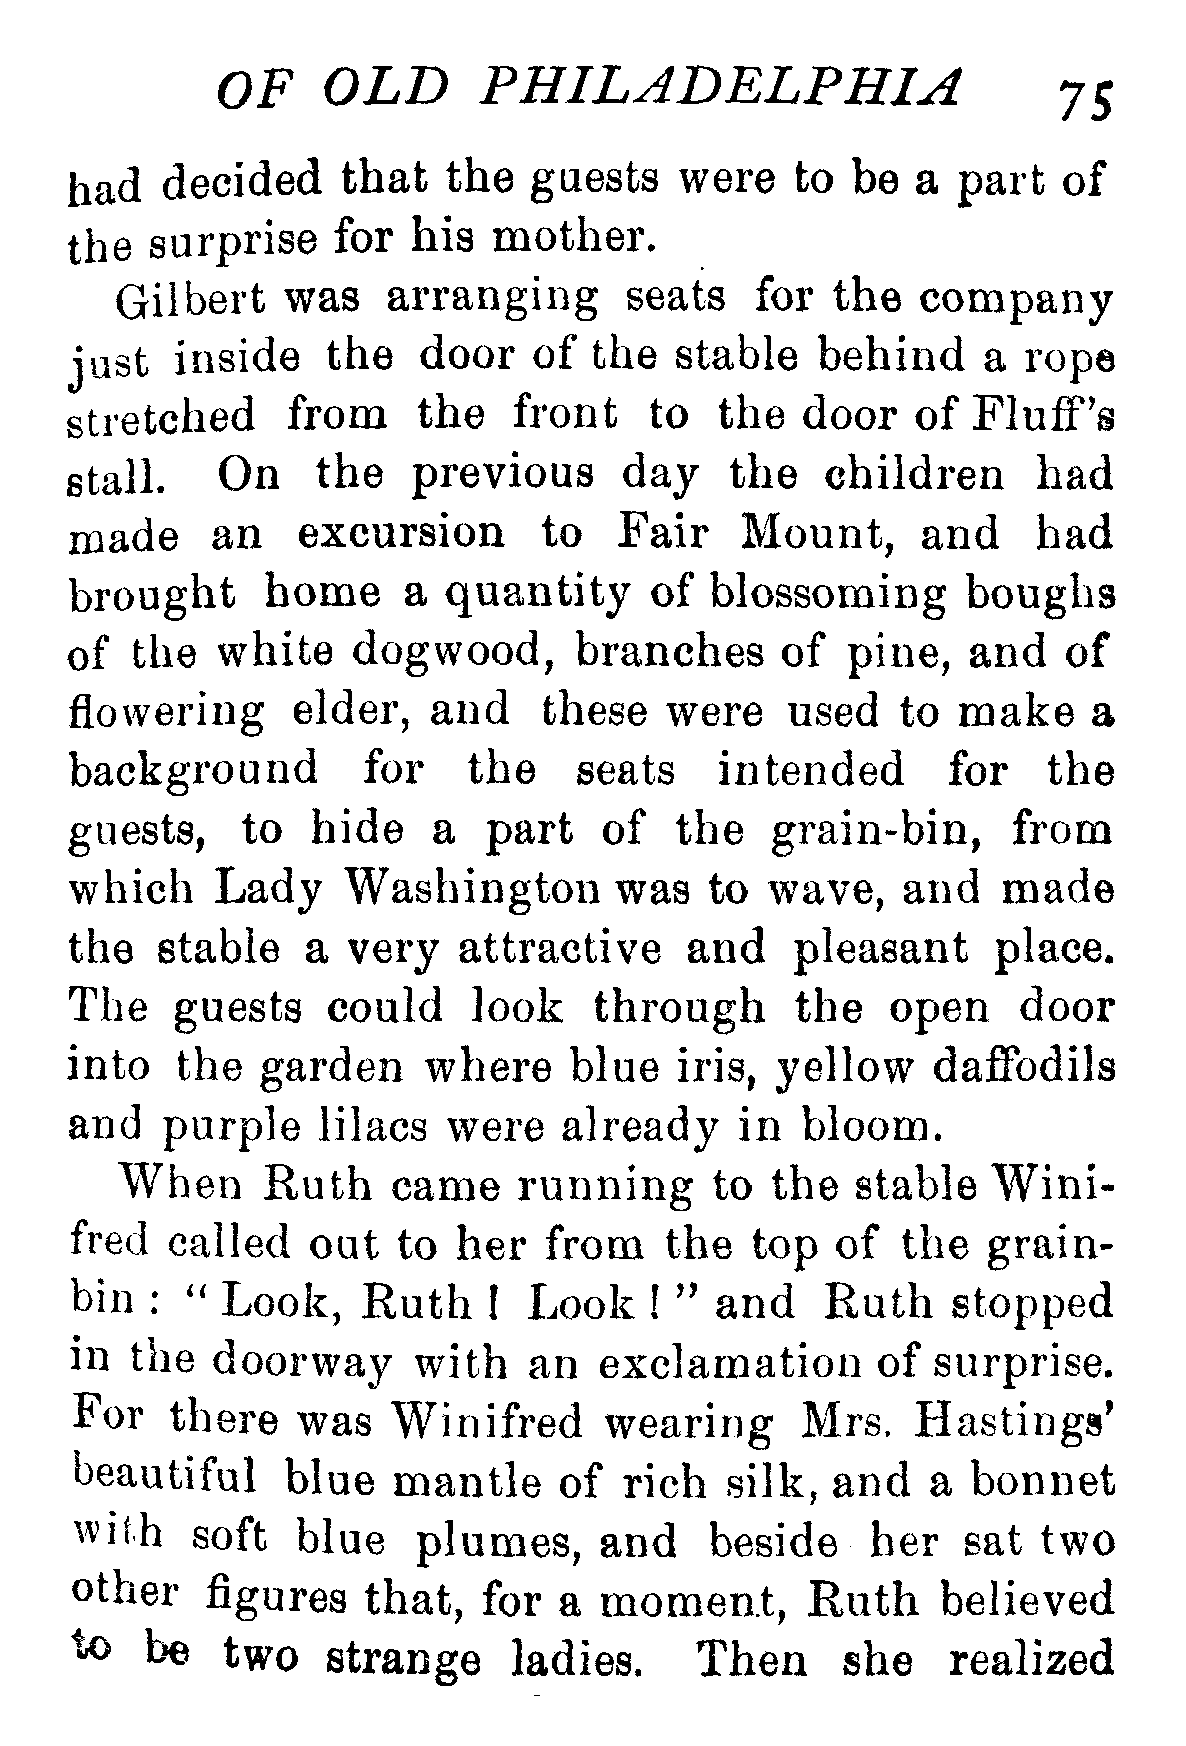 OF OLD PHILADELPHIA 75
had decided that the guests were to be a part of
the surprise for his mother.
Gilbert was arranging seats for the company
just inside the door of the stable behind a rope
stretched from the front to the door of Fluff's
stall. On the previous day the children had
made an excursion to Fair Mount, and had
brought home a quantity of blossoming boughs
of the white dogwood, branches of pine, and of
flowering elder, and these were used to make a
background for the seats intended for the
guests, to hide a part of the grain-bin, from
which Lady Washington was to wave, and made
the stable a very attractive and pleasant place.
The guests could look through the open door
into the garden where blue iris, yellow daffodils
and purple lilacs were already in bloom.
When Ruth came running to the stable Wini-
fred called out to her from the top of the grain-
bin : “ Look, Ruth ! Look ! ” and Ruth stopped
in the doorway with an exclamation of surprise.
For there was Winifred wearing Mrs. Hastings'
beautiful blue mantle of rich silk, and a bonnet
with soft blue plumes, and beside her sat two
other figures that, for a moment, Ruth believed
to be two strange ladies. Then she realized